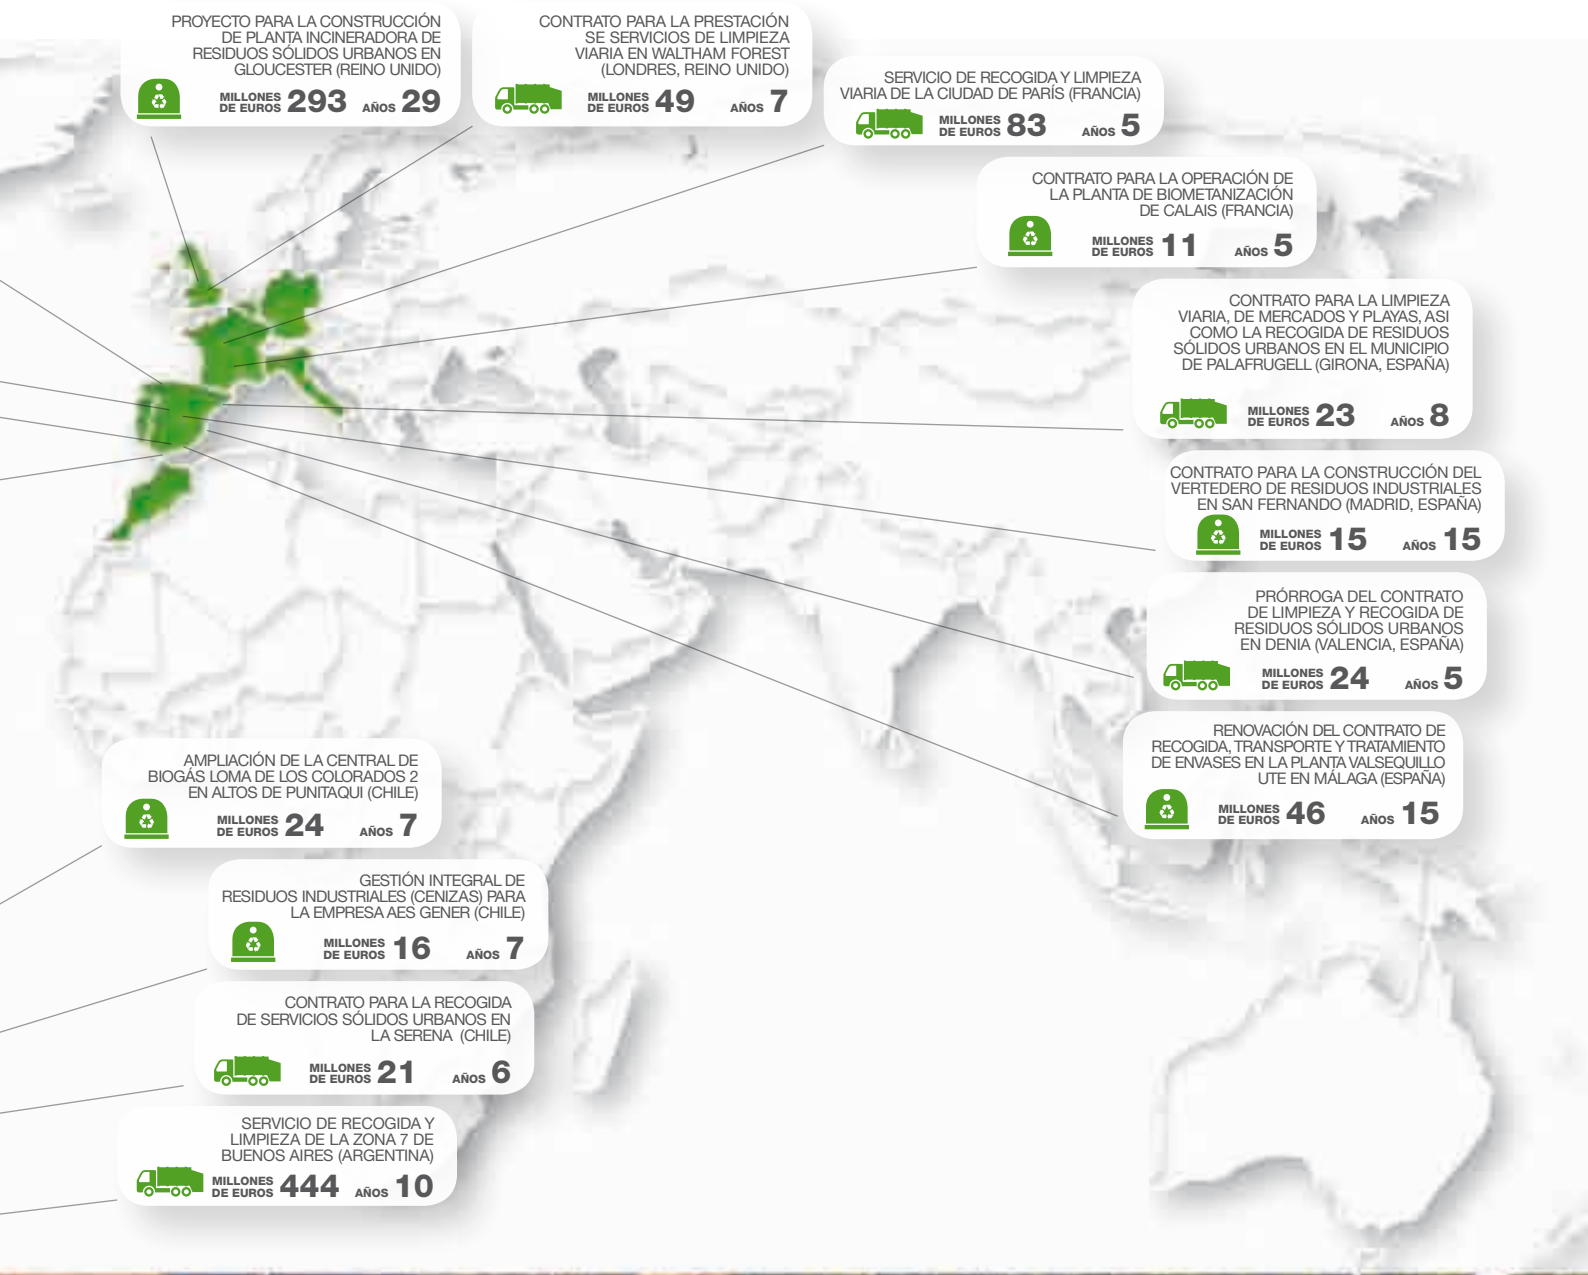 PROYECTO PARA LA CONSTRUCCIÓN
DE PLANTA INCINERADORA DE
RESIDUOS SÓLIDOS URBANOS EN
GLOUCESTER (REINO UNIDO)
MILLONES
DE EUROS 293 AÑOS 29
CONTRATO PARA LA PRESTACIÓN
SE SERVICIOS DE LIMPIEZA
VIARIA EN WALTHAM FOREST
(LONDRES, REINO UNIDO)
MILLONES
DE EUROS 49 AÑOS 7
SERVICIO DE RECOGIDA Y LIMPIEZA
VIARIA DE LA CIUDAD DE PARÍS (FRANCIA)
MILLONES
DE EUROS 83 AÑOS 5
CONTRATO PARA LA OPERACIÓN DE
LA PLANTA DE BIOMETANIZACIÓN
DE CALAIS (FRANCIA)
MILLONES
DE EUROS 11 AÑOS 5
CONTRATO PARA LA LIMPIEZA
VIARIA, DE MERCADOS Y PLAYAS, ASI
COMO LA RECOGIDA DE RESIDUOS
SÓLIDOS URBANOS EN EL MUNICIPIO
DE PALAFRUGELL (GIRONA, ESPAÑA)
MILLONES
DE EUROS 23 AÑOS 8
CONTRATO PARA LA CONSTRUCCIÓN DEL
VERTEDERO DE RESIDUOS INDUSTRIALES
EN SAN FERNANDO (MADRID, ESPAÑA)
MILLONES
DE EUROS 15 AÑOS 15
PRÓRROGA DEL CONTRATO
DE LIMPIEZA Y RECOGIDA DE
RESIDUOS SÓLIDOS URBANOS
EN DENIA (VALENCIA, ESPAÑA)
MILLONES
DE EUROS 24 AÑOS 5
RENOVACIÓN DEL CONTRATO DE
RECOGIDA, TRANSPORTE Y TRATAMIENTO
DE ENVASES EN LA PLANTA VALSEQUILLO
UTE EN MÁLAGA (ESPAÑA)
MILLONES
DE EUROS 46 AÑOS 15
AMPLIACIÓN DE LA CENTRAL DE
BIOGÁS LOMA DE LOS COLORADOS 2
EN ALTOS DE PUNITAQUI (CHILE)
MILLONES
DE EUROS 24 AÑOS 7
GESTIÓN INTEGRAL DE
RESIDUOS INDUSTRIALES (CENIZAS) PARA
LA EMPRESA AES GENER (CHILE)
MILLONES
DE EUROS 16 AÑOS 7
CONTRATO PARA LA RECOGIDA
DE SERVICIOS SÓLIDOS URBANOS EN
LA SERENA (CHILE)
MILLONES
DE EUROS 21 AÑOS 6
SERVICIO DE RECOGIDA Y
LIMPIEZA DE LA ZONA 7 DE
BUENOS AIRES (ARGENTINA)
MILLONES
DE EUROS 444 AÑOS 10